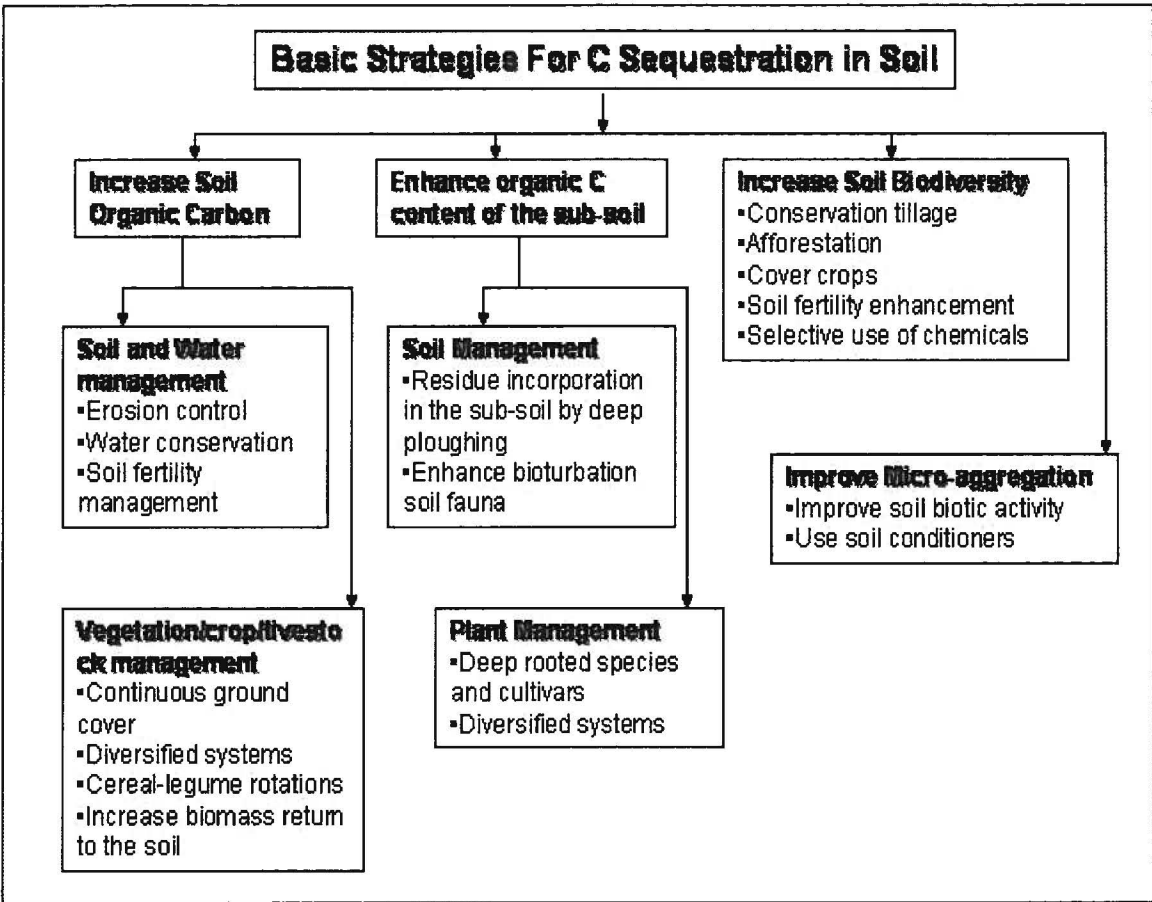 Basic Strategies For C Sequestration in Soil
Increase Soil
Organic Carbon
Enhance organic C
content of the sub-soil
Increase Soil Biodiversity
▪Conservation tillage
▪Afforestation
▪Cover crops
▪Soil fertility enhancement
▪Selective use of chemicals
Soil and Water
management
▪Erosion control
▪Water conservation
▪Soil fertility
management
Soil Management
▪Residue incorporation
in the sub-soil by deep
ploughing
▪Enhance bioturbation
soil fauna
Improve Micro-aggregation
▪Improve soil biotic activity
▪Use soil conditioners
Vegetation/crop/livesto
ck management
▪Continuous ground
cover
▪Diversified systems
▪Cereal-legume rotations
▪Increase biomass return
to the soil
Plant Management
▪Deep rooted species
and cultivars
▪Diversified systems